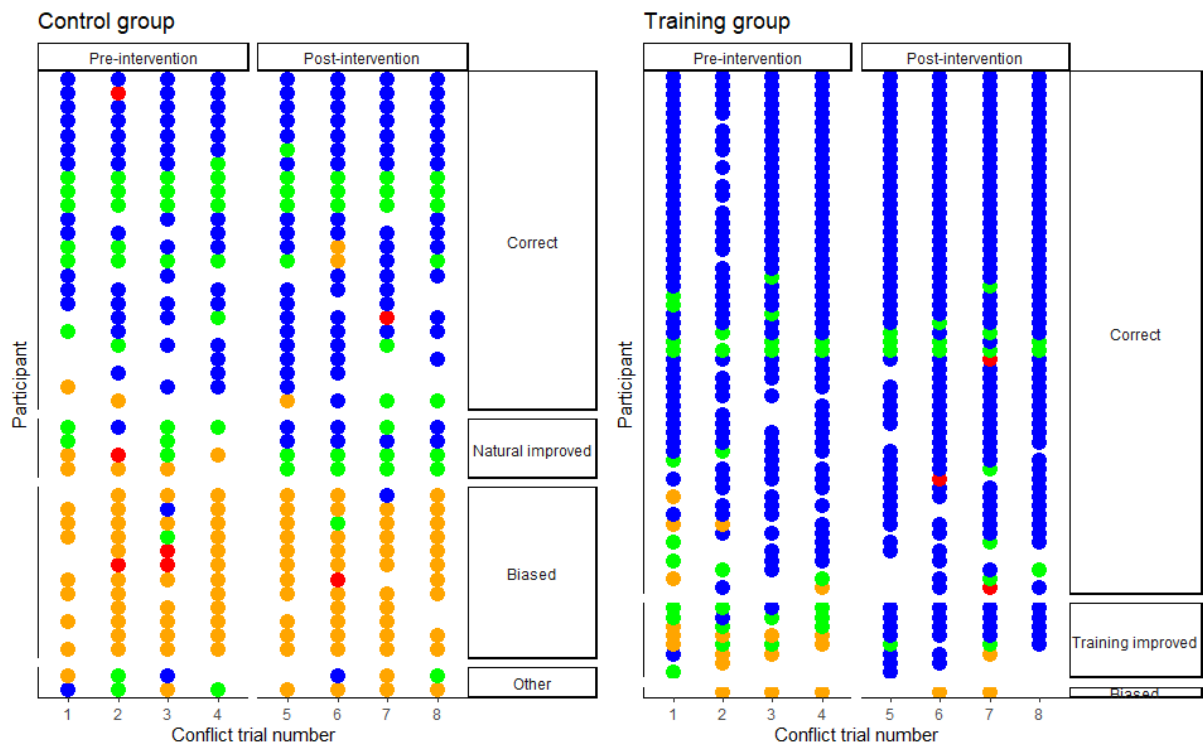 Control group
Pre-intervention
Post-intervention
Participant
Correct
Natural improved
Biased
Other
1 2 3 4 5 6 7 8
Conflict trial number
Training group
Pre-intervention
Post-intervention
Participant
Correct
Training improved
Biased
1 2 3 4 5 6 7 8
Conflict trial number